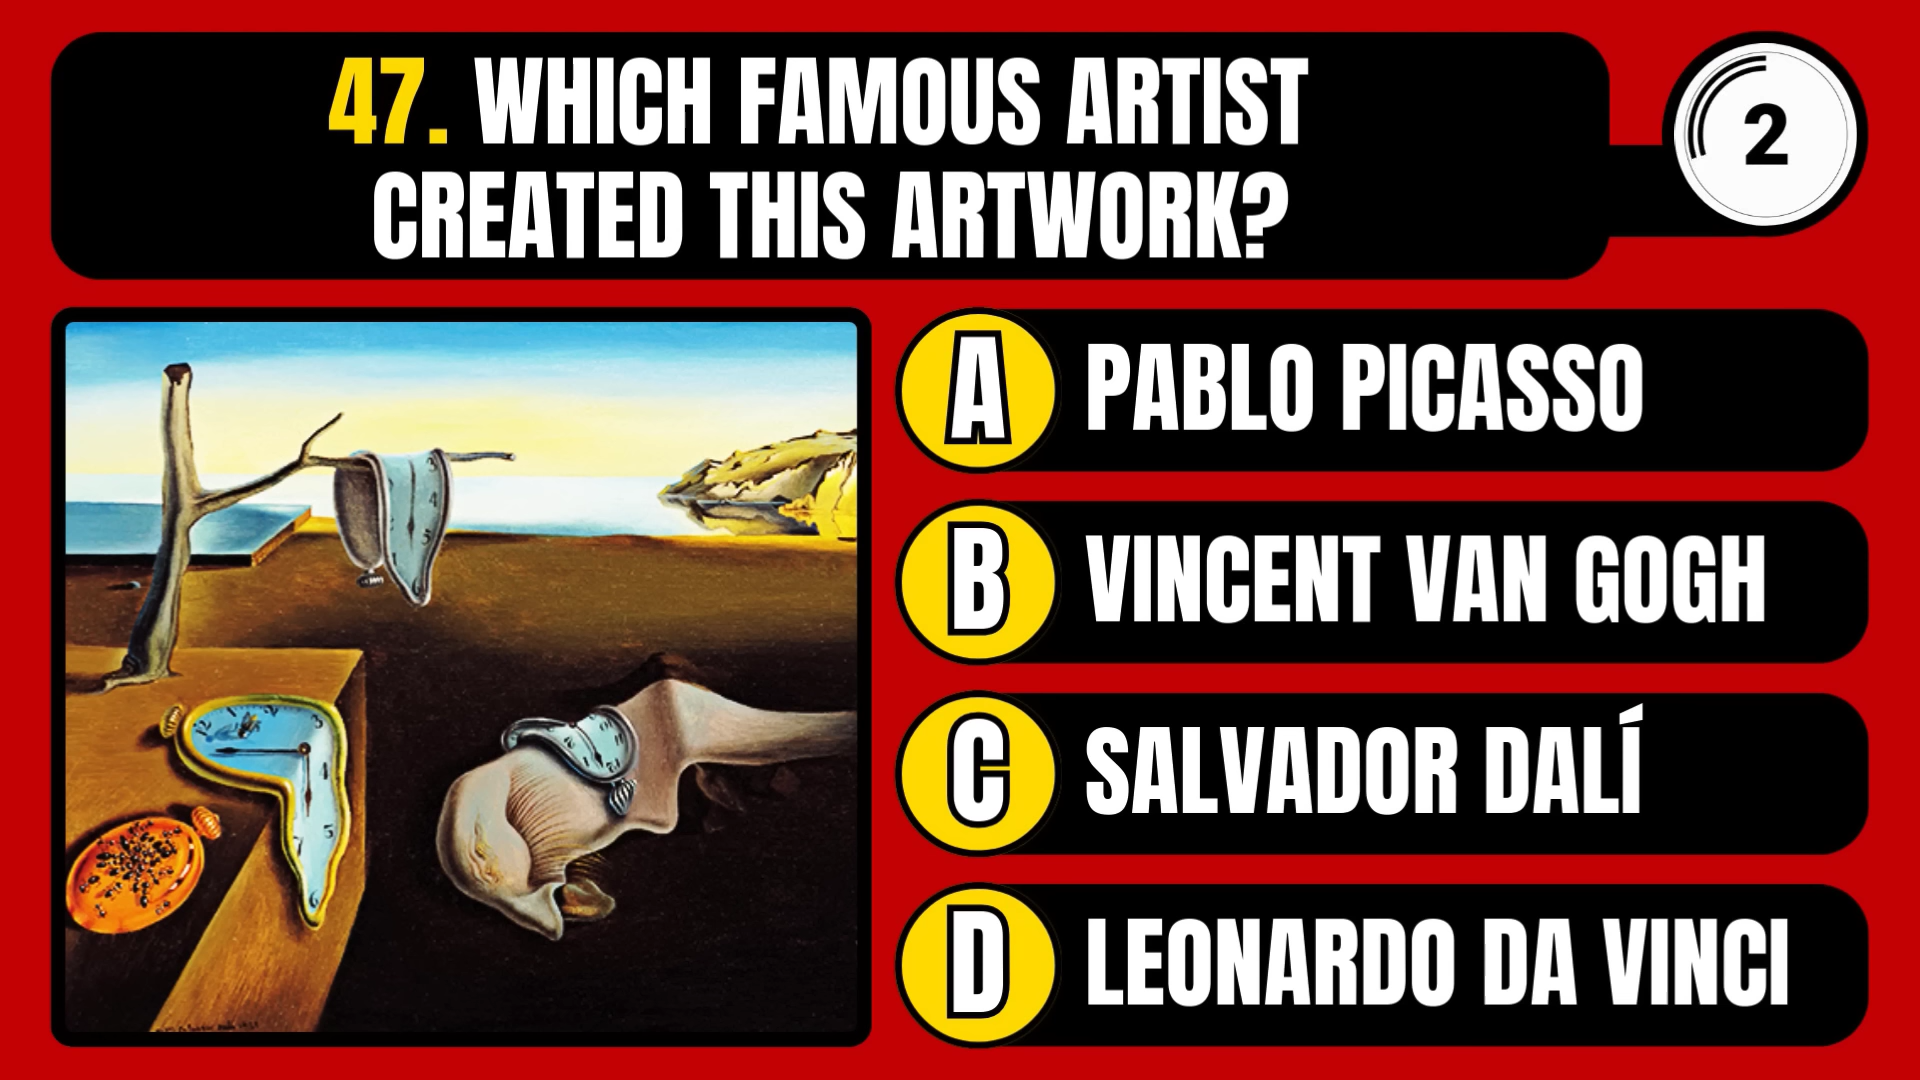 47. WHICH FAMOUS ARTIST
CREATED THIS ARTWORK?
2
A PABLO PICASSO
B VINCENT VAN GOGH
C SALVADOR DALÍ
D LEONARDO DA VINCI